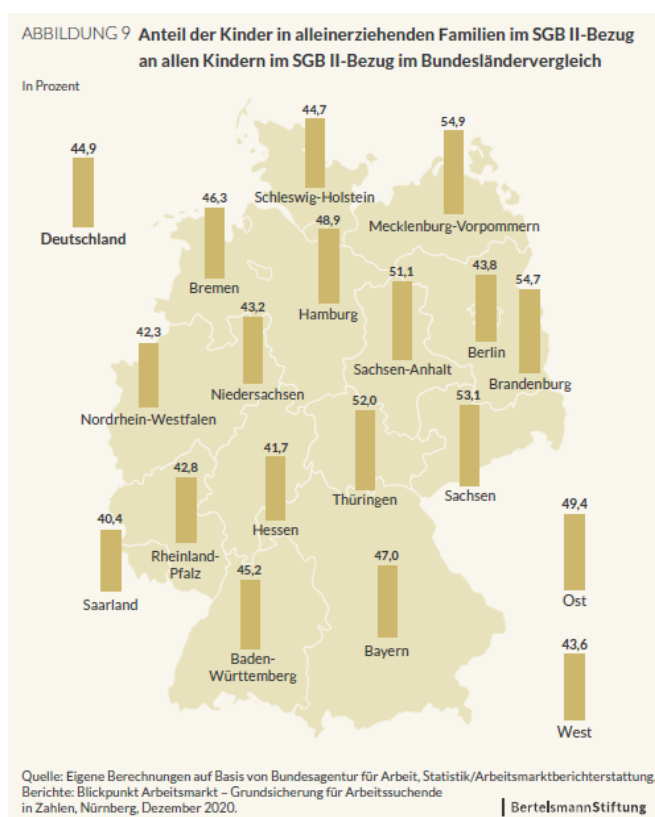 ABBILDUNG 9 Anteil der Kinder in alleinerziehenden Familien im SGB II-Bezug
an allen Kindern im SGB II-Bezug im Bundesländervergleich
In Prozent
44,9
Deutschland
44,7
Schleswig-Holstein
54,9
Mecklenburg-Vorpommern
46,3
Bremen
48,9
Hamburg
51,1
Sachsen-Anhalt
43,8
Berlin
54,7
Brandenburg
42,3
Nordrhein-Westfalen
43,2
Niedersachsen
52,0
Thüringen
53,1
Sachsen
41,7
Hessen
42,8
Rheinland-
Pfalz
40,4
Saarland
45,2
Baden-
Württemberg
47,0
Bayern
49,4
Ost
43,6
West
Quelle: Eigene Berechnungen auf Basis von Bundesagentur für Arbeit, Statistik/Arbeitsmarktberichterstattung,
Berichte: Blickpunkt Arbeitsmarkt – Grundsicherung für Arbeitssuchende
in Zahlen, Nürnberg, Dezember 2020.
BertelsmannStiftung